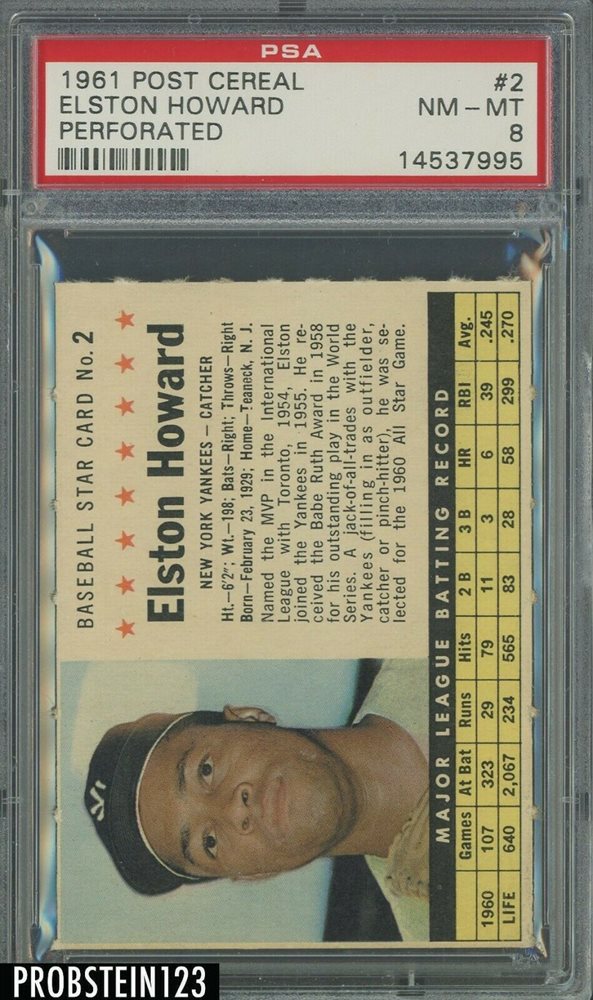 PSA
1961 POST CEREAL #2
ELSTON HOWARD NM - MT
PERFORATED 8
14537995
BASEBALL STAR CARD No. 2
Elston Howard
NEW YORK YANKEES — CATCHER
Ht.—6'2"; Wt.—198; Bats—Right; Throws—Right
Born—February 23, 1929; Home—Teaneck, N. J.
Named the MVP in the International
League with Toronto, 1954, Elston
joined the Yankees in 1955. He re-
ceived the Babe Ruth Award in 1958
for his outstanding play in the World
Series. A jack-of-all-trades with the
Yankees (filling in as outfielder,
catcher or pinch-hitter), he was se-
lected for the 1960 All Star Game.
MAJOR LEAGUE BATTING RECORD
Games At Bat Runs Hits 2 B 3 B HR RBI Avg.
1960 107 323 29 79 11 3 6 39 .245
LIFE 640 2,067 234 565 83 28 58 299 .270
PROBSTEIN123